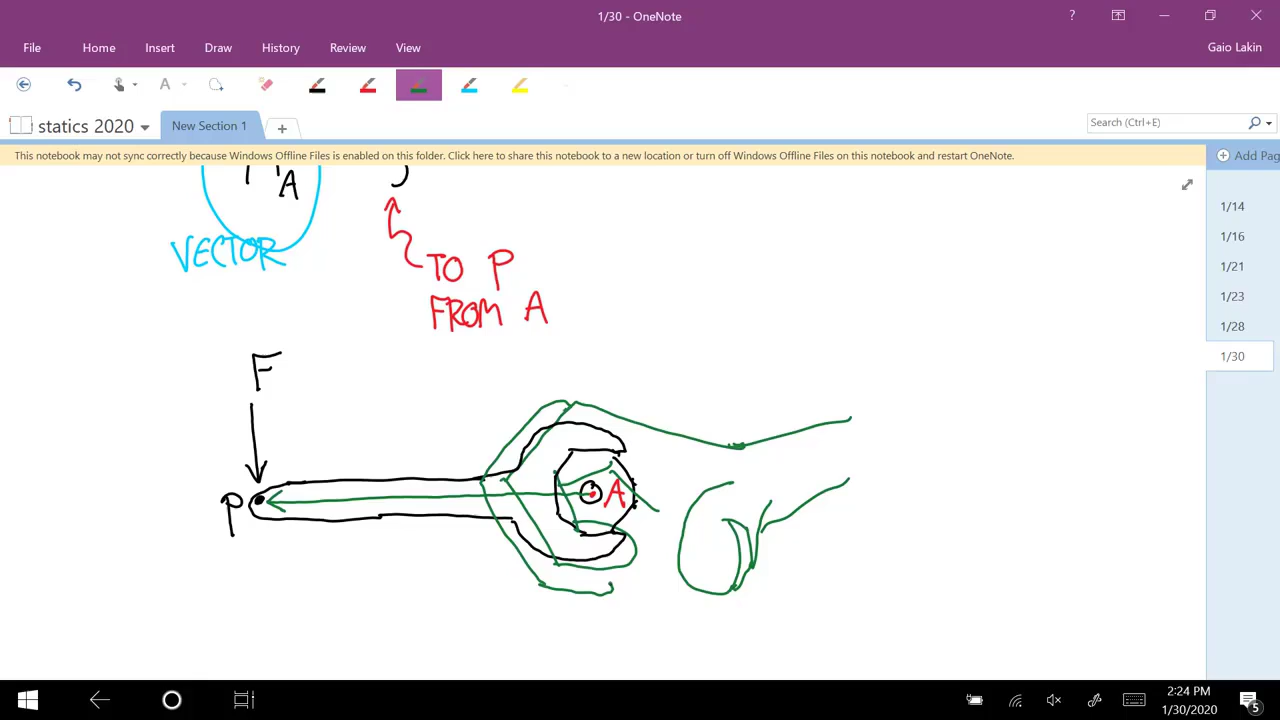 1/30 - OneNote
?
File Home Insert Draw History Review View
Gaio Lakin
A
statics 2020
New Section 1
+
Search (Ctrl+E)
This notebook may not sync correctly because Windows Offline Files is enabled on this folder. Click here to share this notebook to a new location or turn off Windows Offline Files on this notebook and restart OneNote.
Add Pag
1/14
1/16
1/21
1/23
1/28
1/30
A
VECTOR
TO P
FROM A
F
P
A
2:24 PM
1/30/2020
5